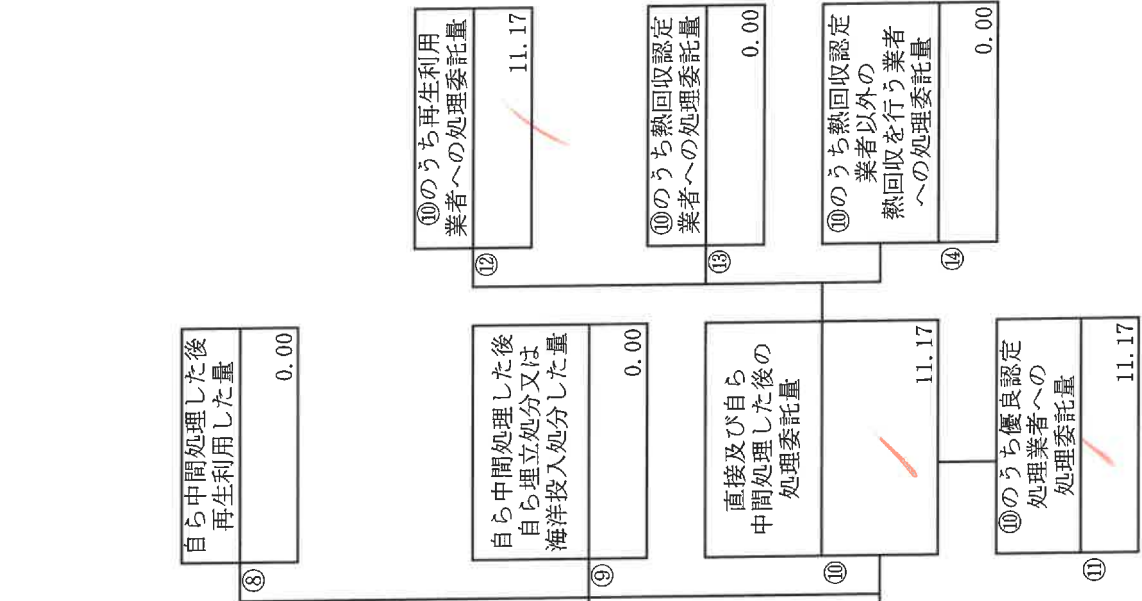 ⑧
自ら中間処理した後
再生利用した量
0.00
⑨
自ら中間処理した後
自ら埋立処分又は
海洋投入処分した量
0.00
⑩
直接及び自ら
中間処理した後の
処理委託量
11.17
⑪
⑩のうち優良認定
処理業者への
処理委託量
11.17
⑫
⑩のうち再生利用
業者への処理委託量
11.17
⑬
⑩のうち熱回収認定
業者への処理委託量
0.00
⑭
⑩のうち熱回収認定
業者以外の
熱回収を行う業者
への処理委託量
0.00